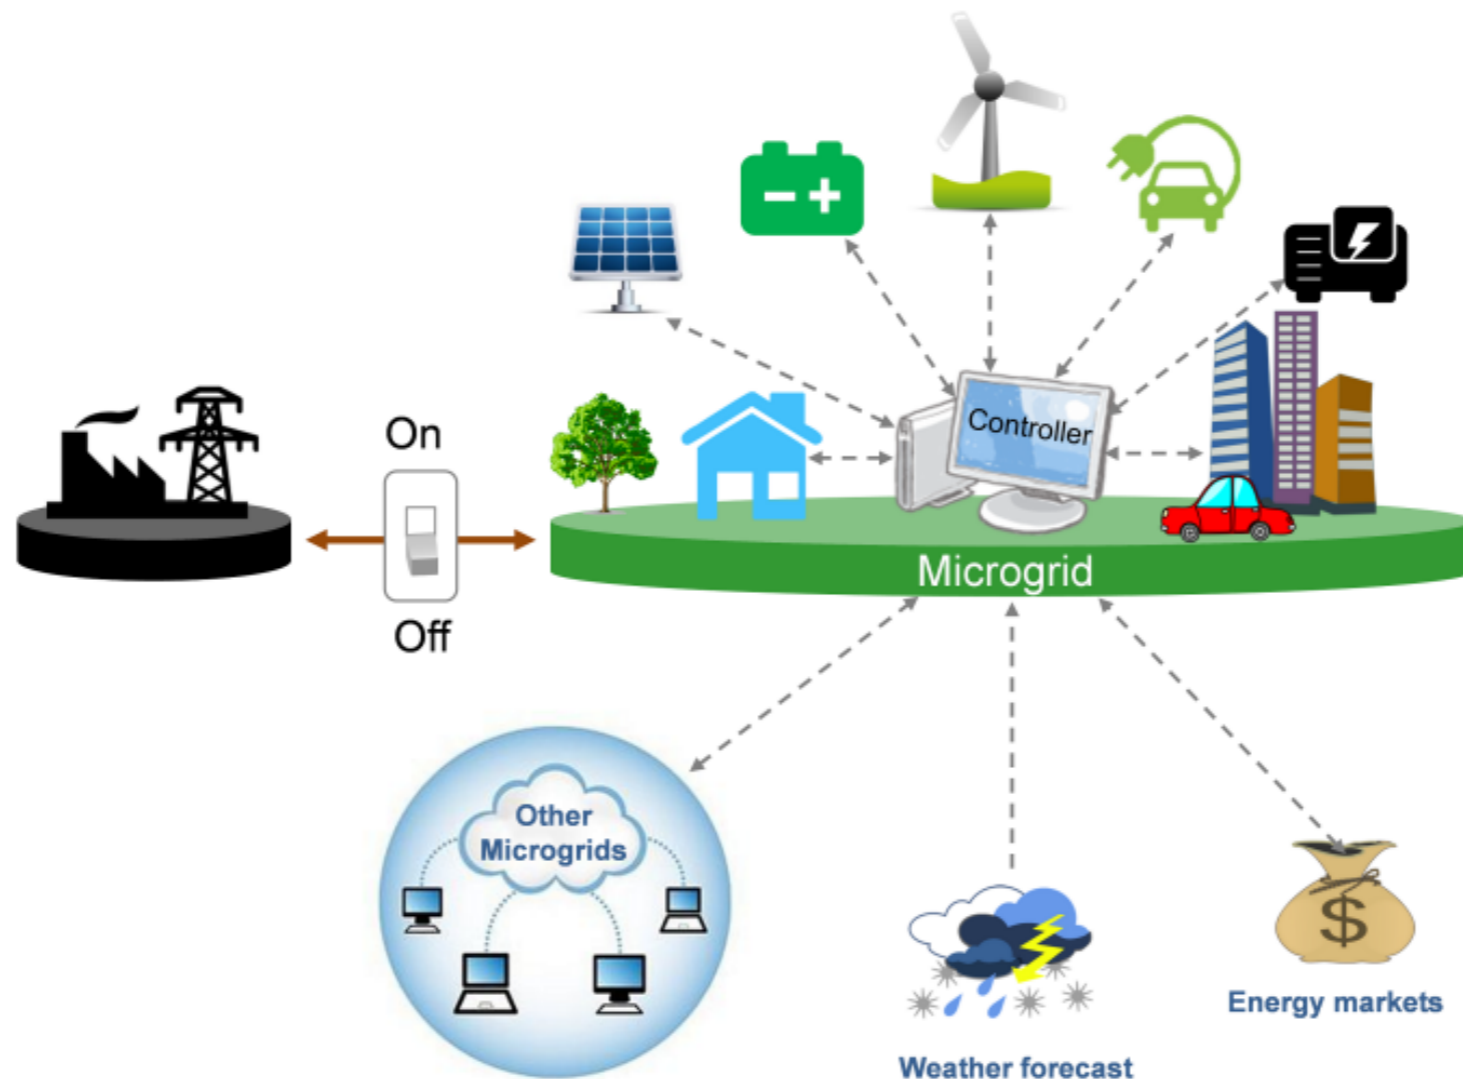 Controller
On
Microgrid
Off
Other
Microgrids
$
Energy markets
Weather forecast